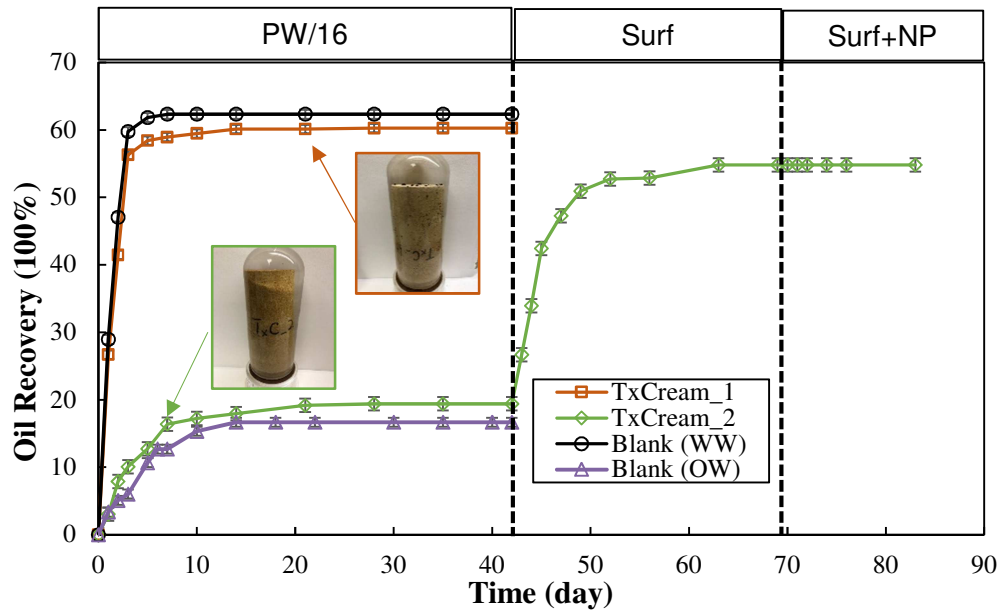 PW/16 Surf Surf+NP
70
60
50
40
30
20
10
0
Oil Recovery (100%)
TxC_2
TxCream_1
TxCream_2
Blank (WW)
Blank (OW)
0 10 20 30 40 50 60 70 80 90
Time (day)